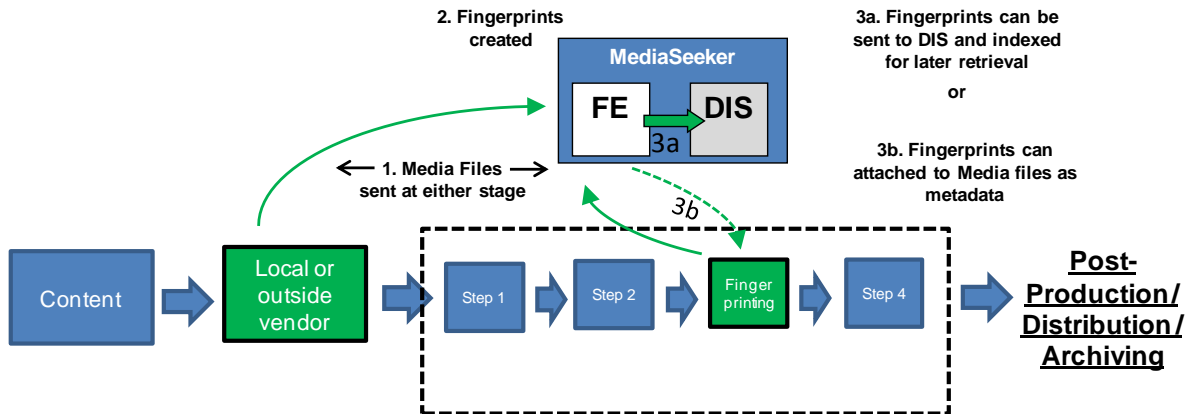 2. Fingerprints
created
3a. Fingerprints can be
sent to DIS and indexed
for later retrieval
or
MediaSeeker
FE
DIS
3a
1. Media Files
sent at either stage
3b. Fingerprints can
attached to Media files as
metadata
3b
Content
Local or
outside
vendor
Step 1
Step 2
Finger
printing
Step 4
Post-
Production/
Distribution/
Archiving